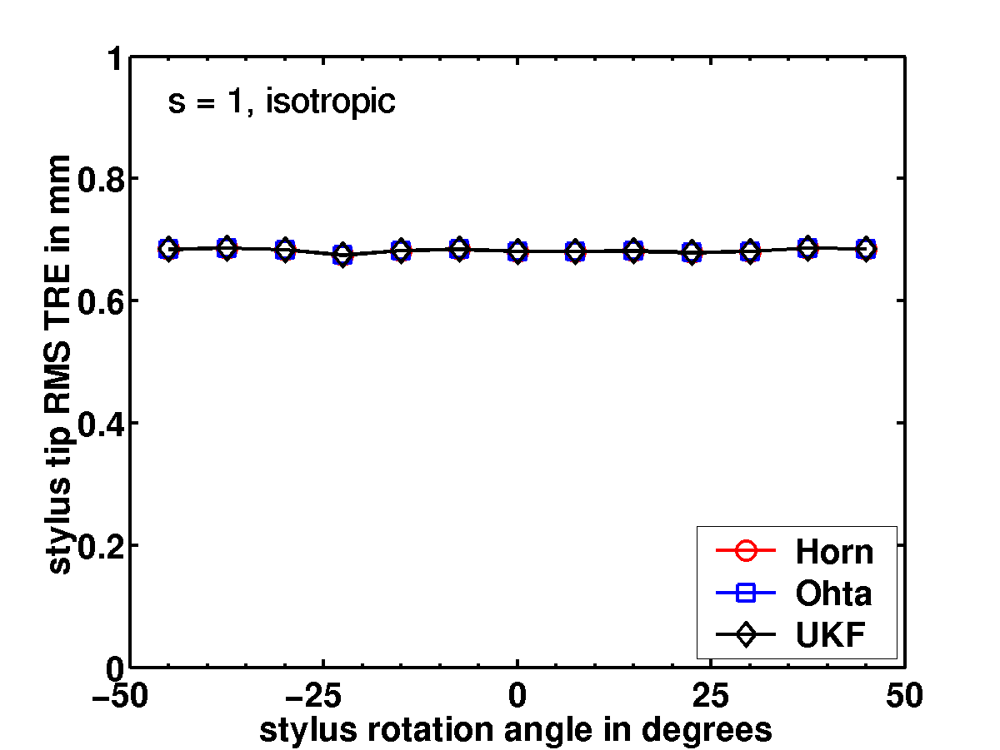 s = 1, isotropic
stylus tip RMS TRE in mm
1
0.8
0.6
0.4
0.2
0
−50
−25
0
25
50
stylus rotation angle in degrees
Horn
Ohta
UKF